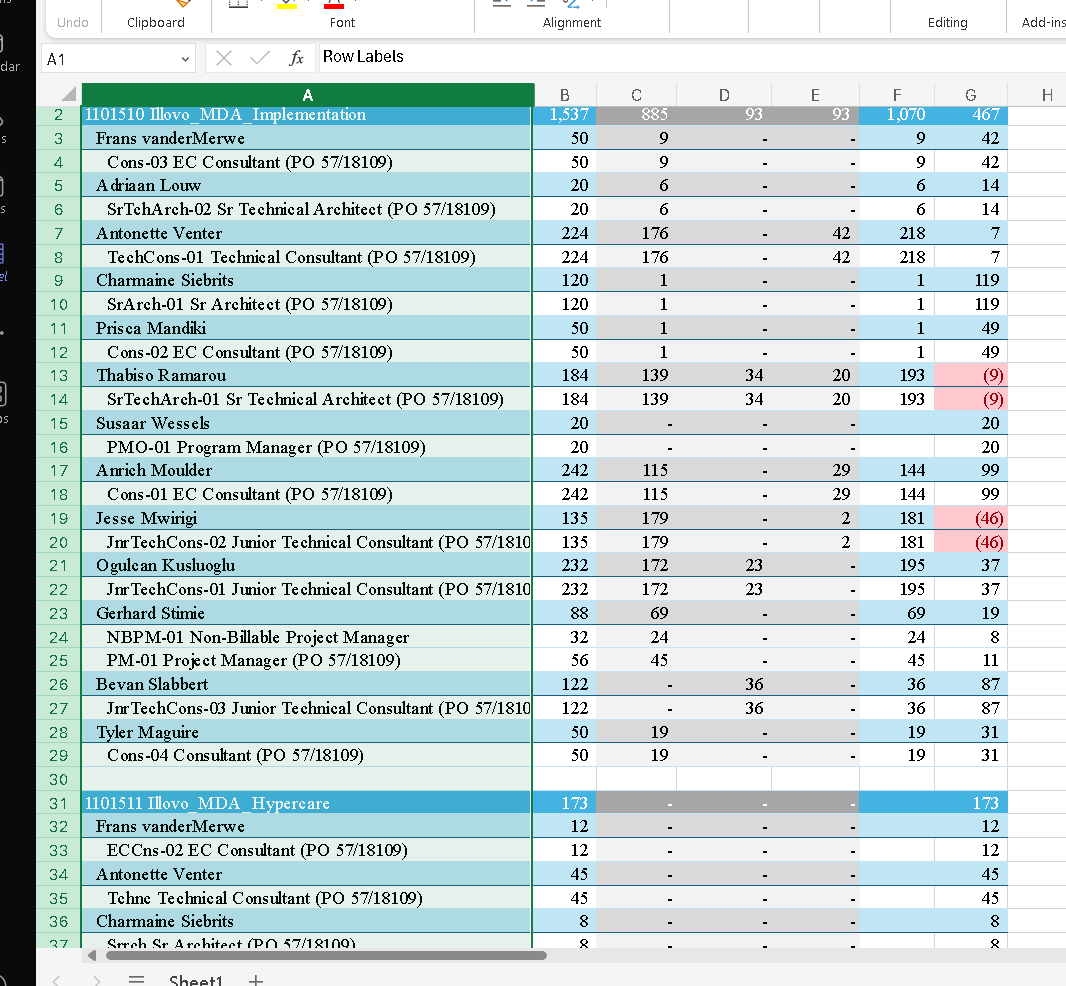 Undo Clipboard Font Alignment Editing Add-ins
dar
A1 fx Row Labels
A B C D E F G H
2 1101510 Illovo_MDA_Implementation 1,537 885 93 93 1,070 467
3 Frans vanderMerwe 50 9 - - 9 42
4 Cons-03 EC Consultant (PO 57/18109) 50 9 - - 9 42
5 Adriaan Louw 20 6 - - 6 14
6 SrTchArch-02 Sr Technical Architect (PO 57/18109) 20 6 - - 6 14
7 Antonette Venter 224 176 - 42 218 7
8 TechCons-01 Technical Consultant (PO 57/18109) 224 176 - 42 218 7
9 Charmaine Siebrits 120 1 - - 1 119
10 SrArch-01 Sr Architect (PO 57/18109) 120 1 - - 1 119
11 Prisca Mandiki 50 1 - - 1 49
12 Cons-02 EC Consultant (PO 57/18109) 50 1 - - 1 49
13 Thabiso Ramarou 184 139 34 20 193 (9)
14 SrTechArch-01 Sr Technical Architect (PO 57/18109) 184 139 34 20 193 (9)
15 Susaar Wessels 20 - - - 20
16 PMO-01 Program Manager (PO 57/18109) 20 - - - 20
17 Anrich Moulder 242 115 - 29 144 99
18 Cons-01 EC Consultant (PO 57/18109) 242 115 - 29 144 99
19 Jesse Mwirigi 135 179 - 2 181 (46)
20 JnrTechCons-02 Junior Technical Consultant (PO 57/1810 135 179 - 2 181 (46)
21 Ogulcan Kusluoglu 232 172 23 - 195 37
22 JnrTechCons-01 Junior Technical Consultant (PO 57/1810 232 172 23 - 195 37
23 Gerhard Stimie 88 69 - - 69 19
24 NBPM-01 Non-Billable Project Manager 32 24 - - 24 8
25 PM-01 Project Manager (PO 57/18109) 56 45 - - 45 11
26 Bevan Slabbert 122 - 36 - 36 87
27 JnrTechCons-03 Junior Technical Consultant (PO 57/1810 122 - 36 - 36 87
28 Tyler Maguire 50 19 - - 19 31
29 Cons-04 Consultant (PO 57/18109) 50 19 - - 19 31
30
31 1101511 Illovo_MDA_Hypercare 173 - - - 173
32 Frans vanderMerwe 12 - - - 12
33 ECCns-02 EC Consultant (PO 57/18109) 12 - - - 12
34 Antonette Venter 45 - - - 45
35 Tchnc Technical Consultant (PO 57/18109) 45 - - - 45
36 Charmaine Siebrits 8 - - - 8
37 Srrch Sr Architect (PO 57/18109) 8 - - - 8
Sheet1